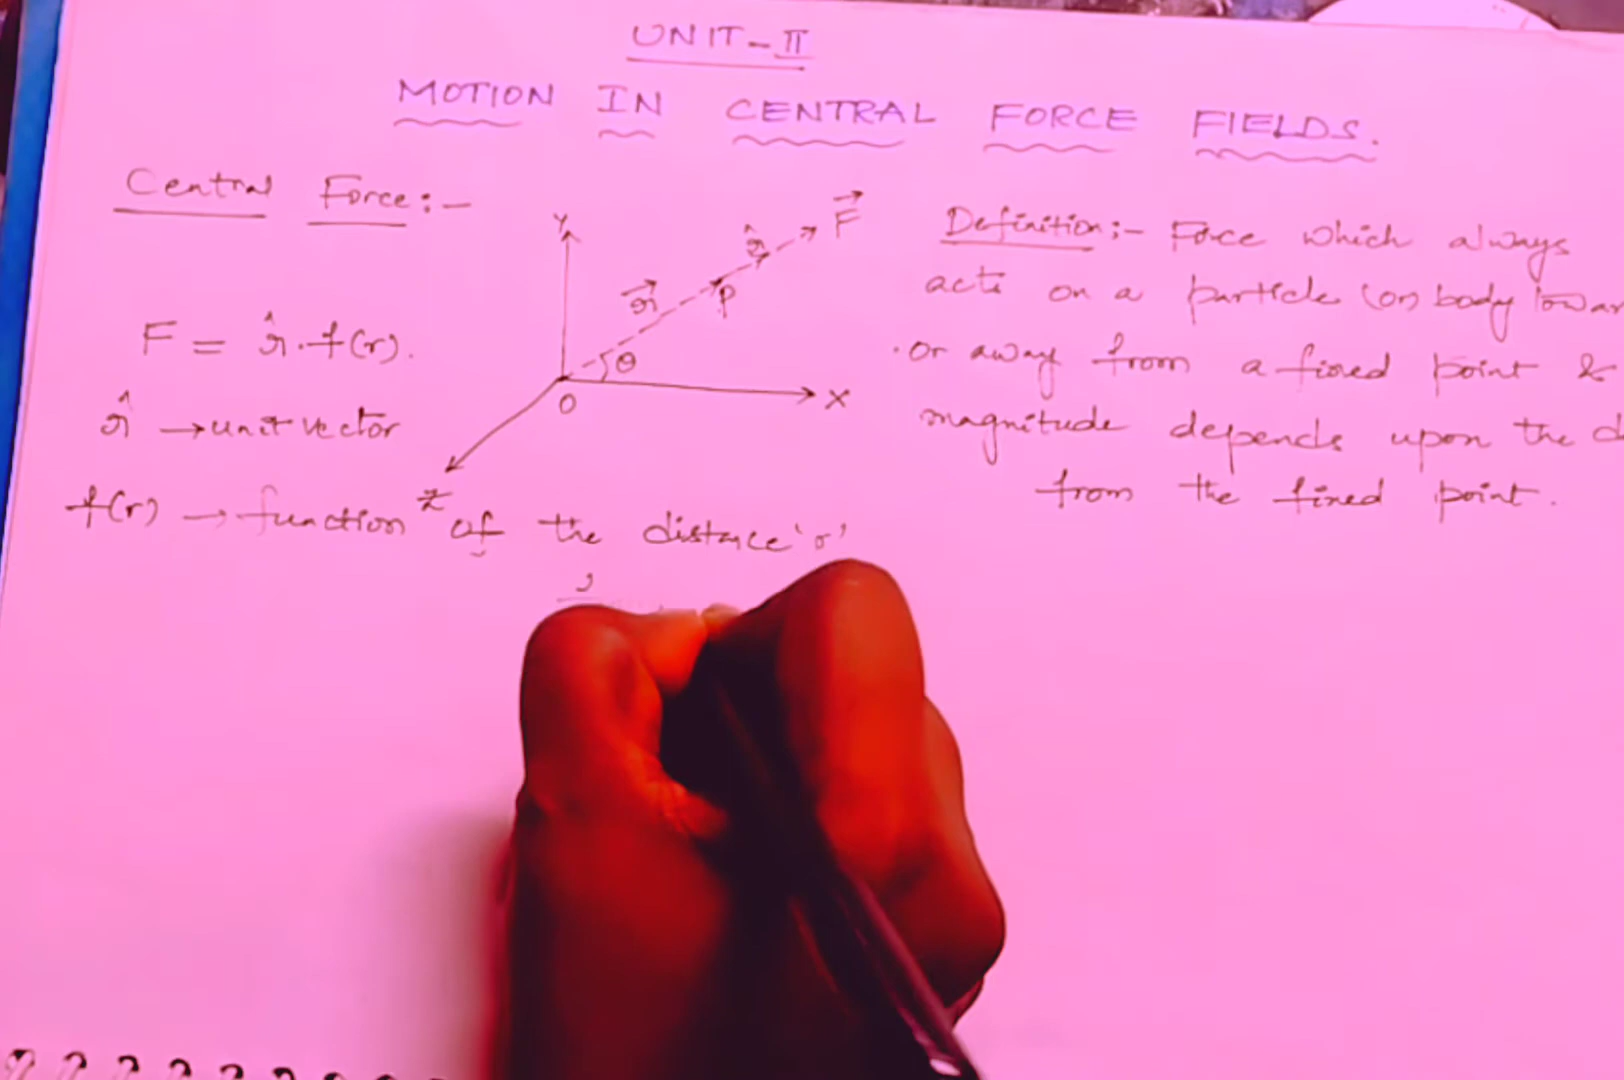 UNIT-II
MOTION IN CENTRAL FORCE FIELDS.
Central Force:-
F = r̂.f(r).
r̂ → unit vector
f(r) → function of the distance 'r'
Y
r⃗
P
r̂
F⃗
θ
O
X
Z
Definition:- Force which always
acts on a particle (or) body towar
or away from a fixed point &
magnitude depends upon the d
from the fixed point.